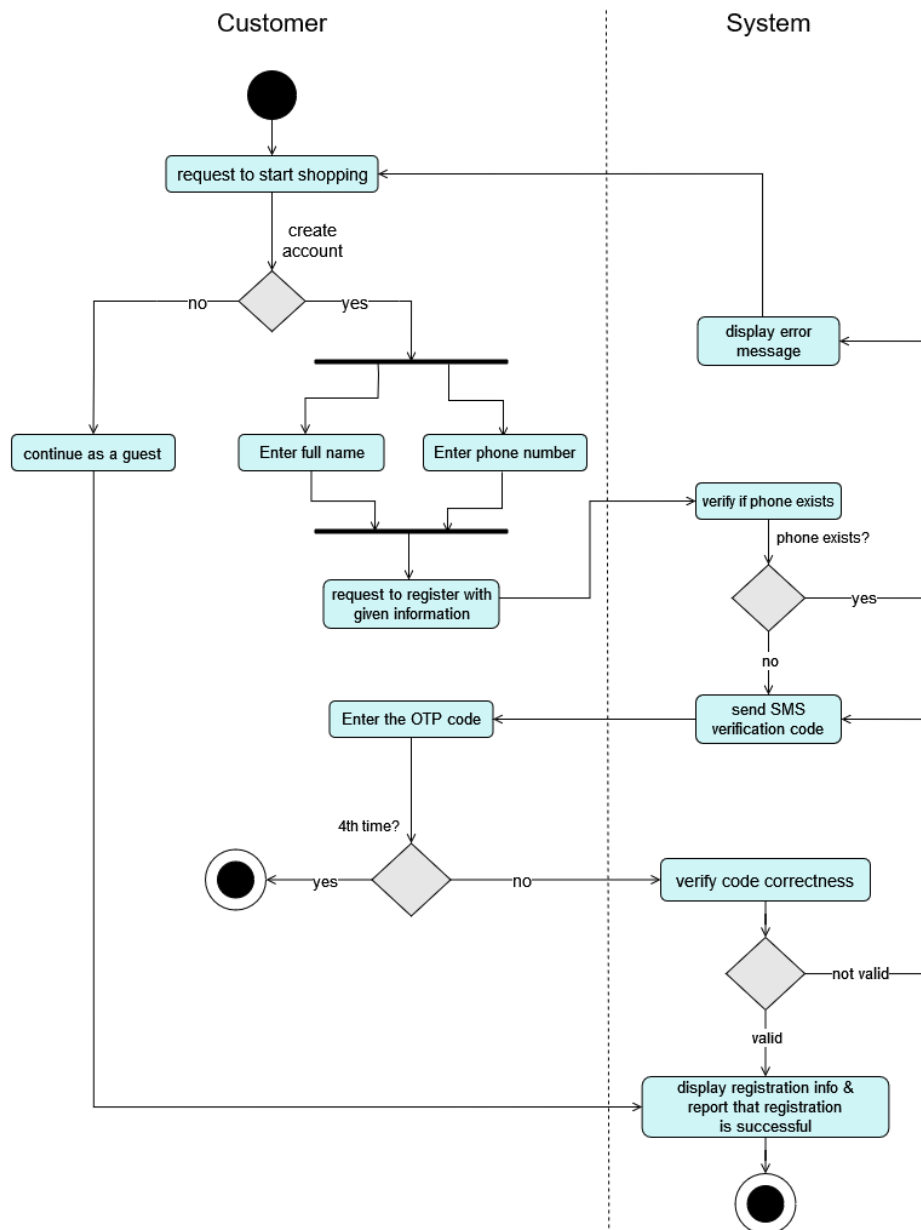 Customer
System
request to start shopping
create
account
no
yes
display error
message
continue as a guest
Enter full name
Enter phone number
verify if phone exists
phone exists?
request to register with
given information
yes
no
Enter the OTP code
send SMS
verification code
4th time?
yes
no
verify code correctness
not valid
valid
display registration info &
report that registration
is successful